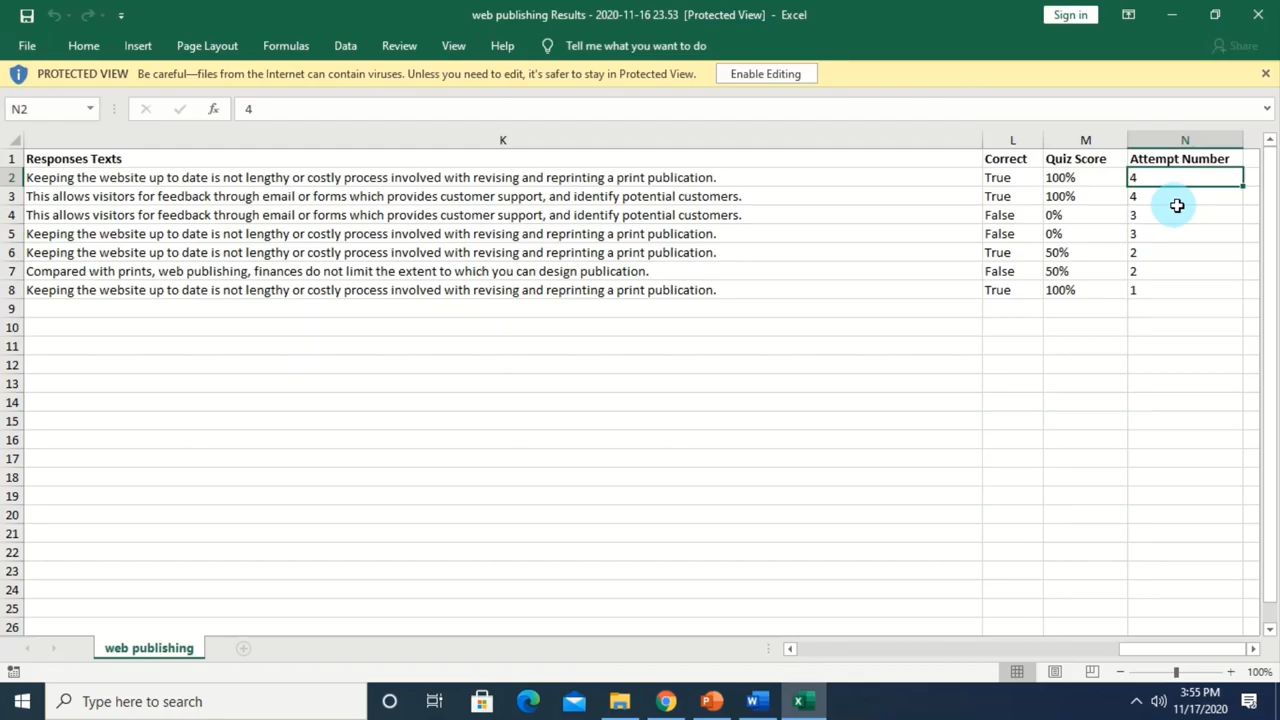 web publishing Results - 2020-11-16 23.53 [Protected View] - Excel
Sign in
File Home Insert Page Layout Formulas Data Review View Help Tell me what you want to do Share
PROTECTED VIEW Be careful—files from the Internet can contain viruses. Unless you need to edit, it's safer to stay in Protected View. Enable Editing
N2 fx 4
K L M N
1 Responses Texts Correct Quiz Score Attempt Number
2 Keeping the website up to date is not lengthy or costly process involved with revising and reprinting a print publication. True 100% 4
3 This allows visitors for feedback through email or forms which provides customer support, and identify potential customers. True 100% 4
4 This allows visitors for feedback through email or forms which provides customer support, and identify potential customers. False 0% 3
5 Keeping the website up to date is not lengthy or costly process involved with revising and reprinting a print publication. False 0% 3
6 Keeping the website up to date is not lengthy or costly process involved with revising and reprinting a print publication. True 50% 2
7 Compared with prints, web publishing, finances do not limit the extent to which you can design publication. False 50% 2
8 Keeping the website up to date is not lengthy or costly process involved with revising and reprinting a print publication. True 100% 1
9
10
11
12
13
14
15
16
17
18
19
20
21
22
23
24
25
26
web publishing
100%
Type here to search
3:55 PM
11/17/2020